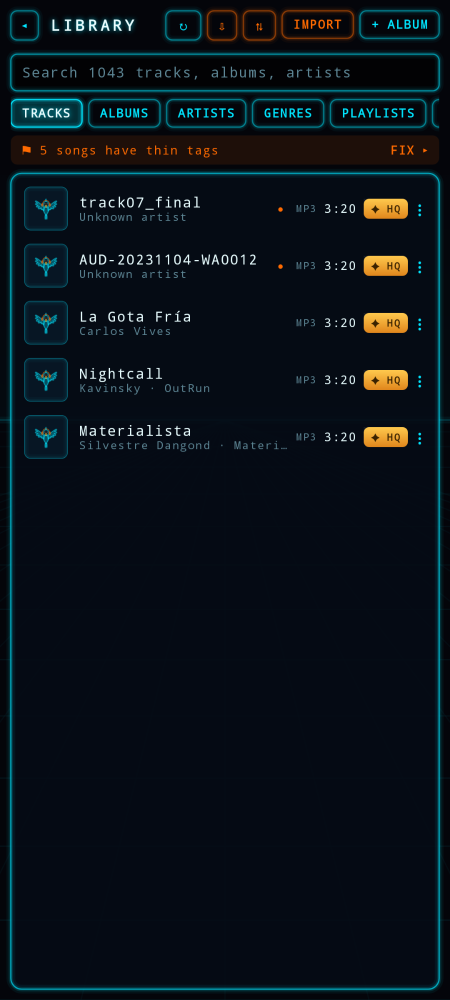 ◂ LIBRARY ↻ ⇩ ⇅ IMPORT + ALBUM
Search 1043 tracks, albums, artists
TRACKS ALBUMS ARTISTS GENRES PLAYLISTS
⚑ 5 songs have thin tags FIX ▸
track07_final
Unknown artist
• MP3 3:20 ✦ HQ ⋮
AUD-20231104-WA0012
Unknown artist
• MP3 3:20 ✦ HQ ⋮
La Gota Fría
Carlos Vives
MP3 3:20 ✦ HQ ⋮
Nightcall
Kavinsky · OutRun
MP3 3:20 ✦ HQ ⋮
Materialista
Silvestre Dangond · Materi…
MP3 3:20 ✦ HQ ⋮